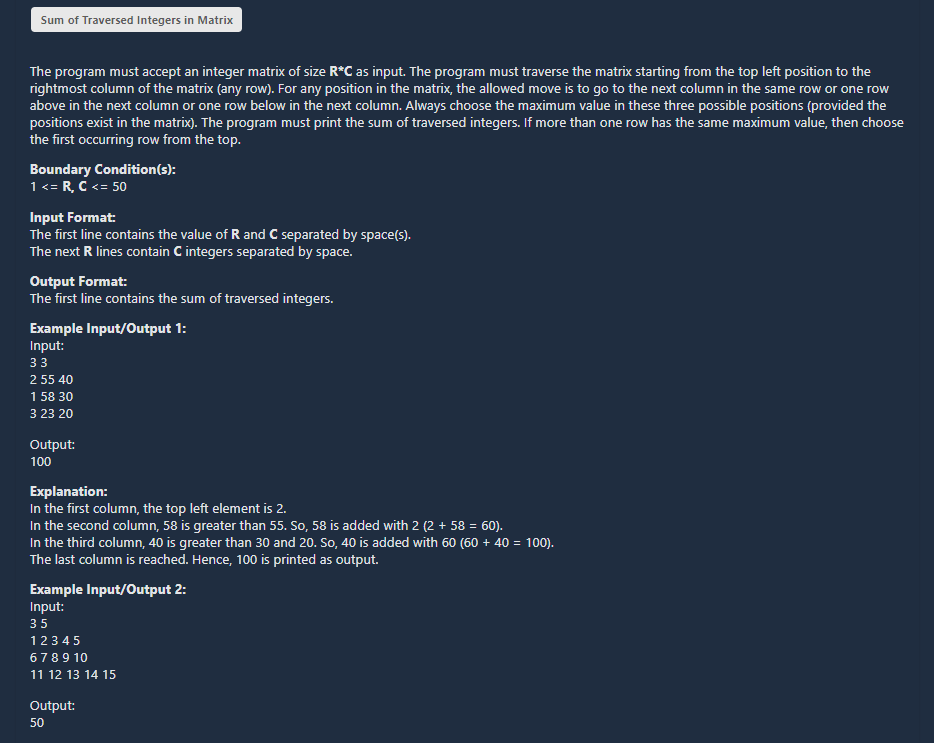 Sum of Traversed Integers in Matrix
The program must accept an integer matrix of size R*C as input. The program must traverse the matrix starting from the top left position to the
rightmost column of the matrix (any row). For any position in the matrix, the allowed move is to go to the next column in the same row or one row
above in the next column or one row below in the next column. Always choose the maximum value in these three possible positions (provided the
positions exist in the matrix). The program must print the sum of traversed integers. If more than one row has the same maximum value, then choose
the first occurring row from the top.
Boundary Condition(s):
1 <= R, C <= 50
Input Format:
The first line contains the value of R and C separated by space(s).
The next R lines contain C integers separated by space.
Output Format:
The first line contains the sum of traversed integers.
Example Input/Output 1:
Input:
3 3
2 55 40
1 58 30
3 23 20
Output:
100
Explanation:
In the first column, the top left element is 2.
In the second column, 58 is greater than 55. So, 58 is added with 2 (2 + 58 = 60).
In the third column, 40 is greater than 30 and 20. So, 40 is added with 60 (60 + 40 = 100).
The last column is reached. Hence, 100 is printed as output.
Example Input/Output 2:
Input:
3 5
1 2 3 4 5
6 7 8 9 10
11 12 13 14 15
Output:
50